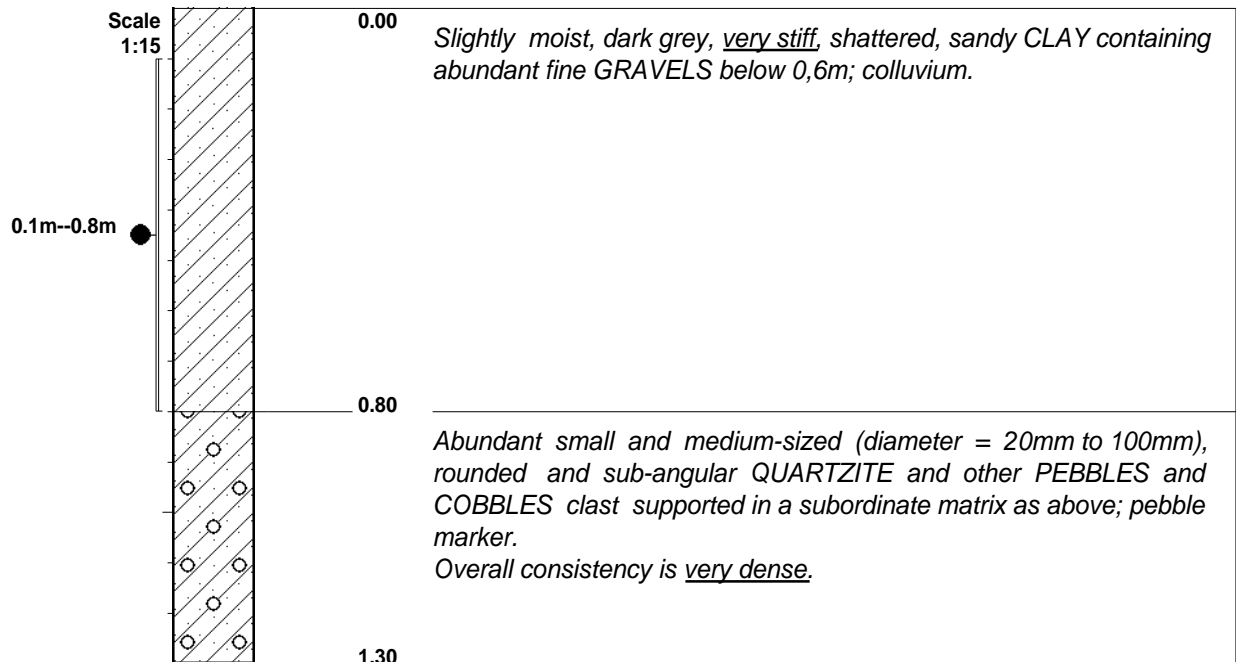 Scale
1:15
0.00
Slightly moist, dark grey, very stiff, shattered, sandy CLAY containing
abundant fine GRAVELS below 0,6m; colluvium.
0.1m--0.8m
0.80
Abundant small and medium-sized (diameter = 20mm to 100mm),
rounded and sub-angular QUARTZITE and other PEBBLES and
COBBLES clast supported in a subordinate matrix as above; pebble
marker.
Overall consistency is very dense.
1.30